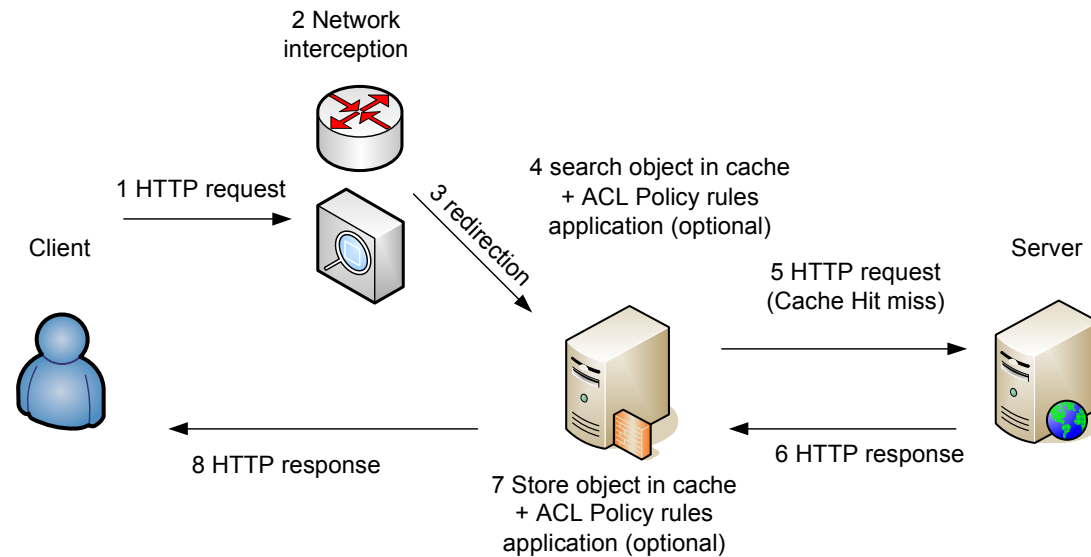 2 Network
interception
1 HTTP request
3 redirection
4 search object in cache
+ ACL Policy rules
application (optional)
Client
Server
5 HTTP request
(Cache Hit miss)
8 HTTP response
6 HTTP response
7 Store object in cache
+ ACL Policy rules
application (optional)